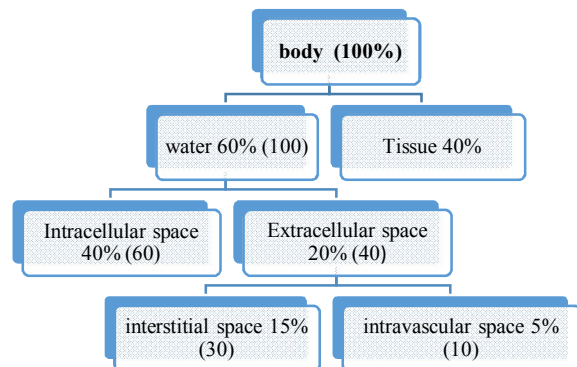 body (100%)
water 60% (100)
Tissue 40%
Intracellular space
40% (60)
Extracellular space
20% (40)
interstitial space 15%
(30)
intravascular space 5%
(10)